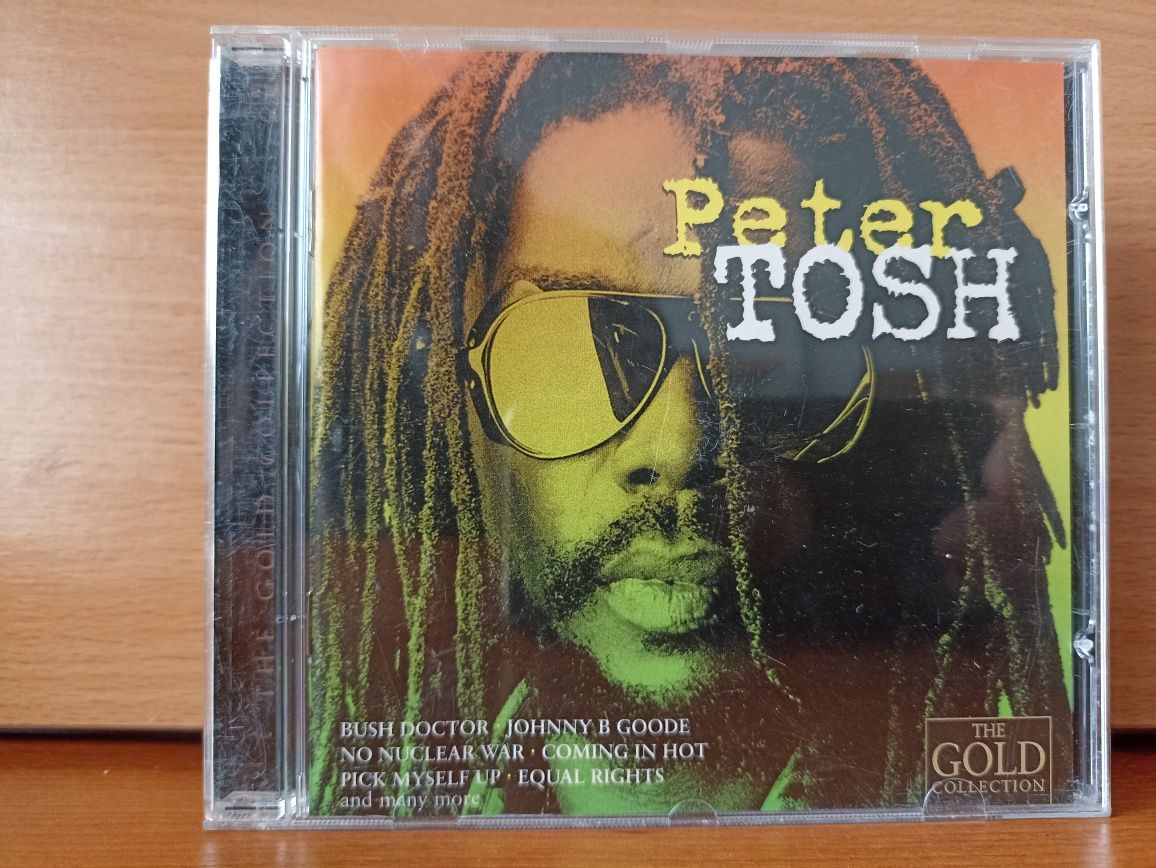 Peter
TOSH
BUSH DOCTOR · JOHNNY B GOODE
NO NUCLEAR WAR · COMING IN HOT
PICK MYSELF UP · EQUAL RIGHTS
and many more
THE
GOLD
COLLECTION
THE GOLD COLLECTION